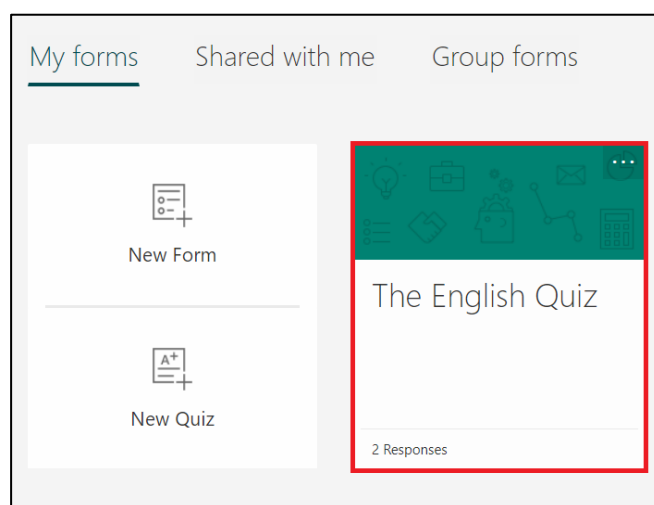 My forms Shared with me Group forms
New Form
A+
New Quiz
...
The English Quiz
2 Responses